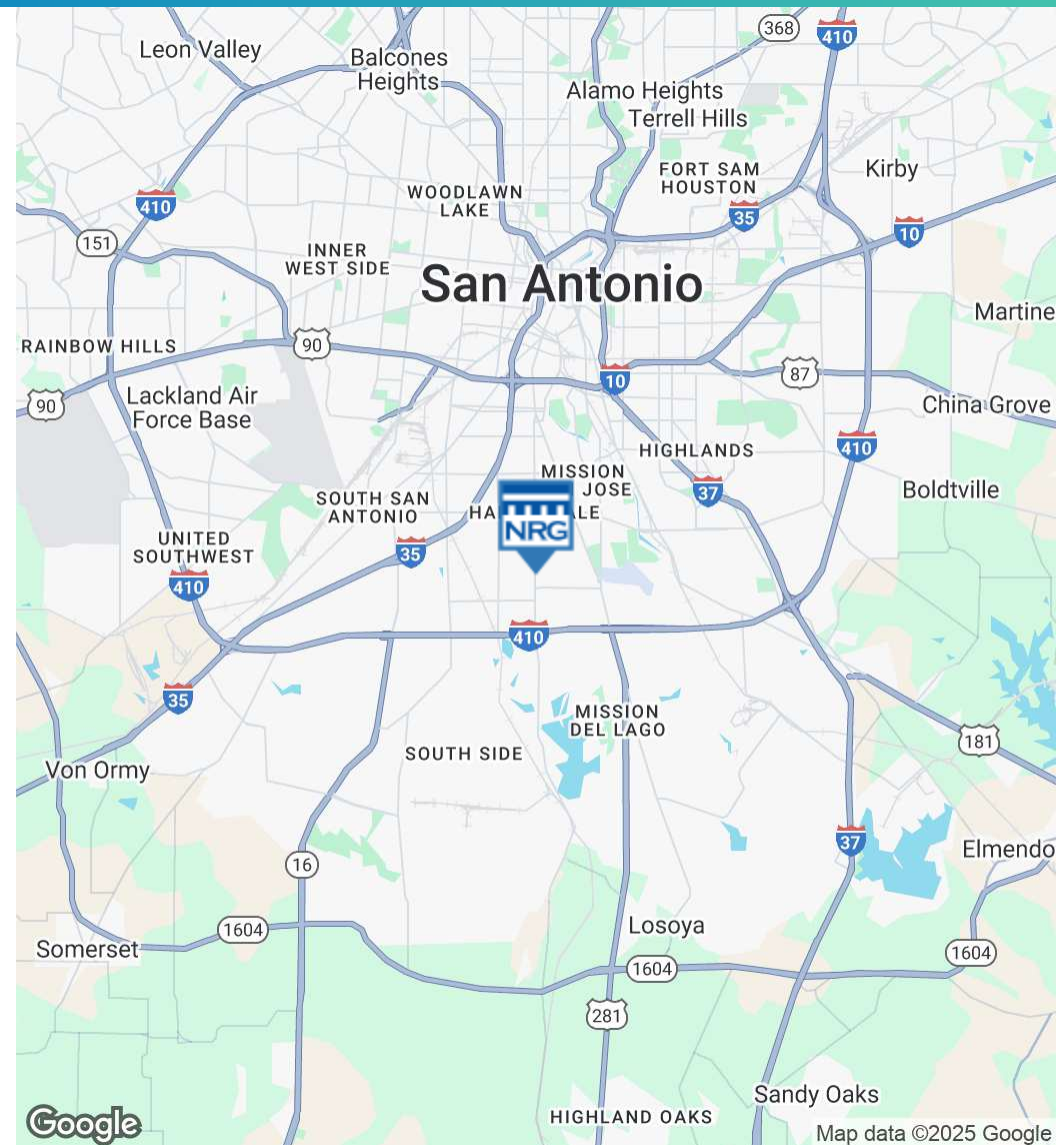 368
410
Leon Valley
Balcones
Heights
Alamo Heights
Terrell Hills
FORT SAM
HOUSTON
Kirby
WOODLAWN
LAKE
410
35
10
151
INNER
WEST SIDE
San Antonio
Martine
RAINBOW HILLS
90
10
87
90
Lackland Air
Force Base
China Grove
410
HIGHLANDS
MISSION
JOSE
37
Boldtville
SOUTH SAN
ANTONIO
HA
LE
NRG
UNITED
SOUTHWEST
35
410
410
35
MISSION
DEL LAGO
181
SOUTH SIDE
Von Ormy
37
Elmendo
16
1604
Losoya
Somerset
1604
1604
281
Sandy Oaks
HIGHLAND OAKS
Google
Map data ©2025 Google